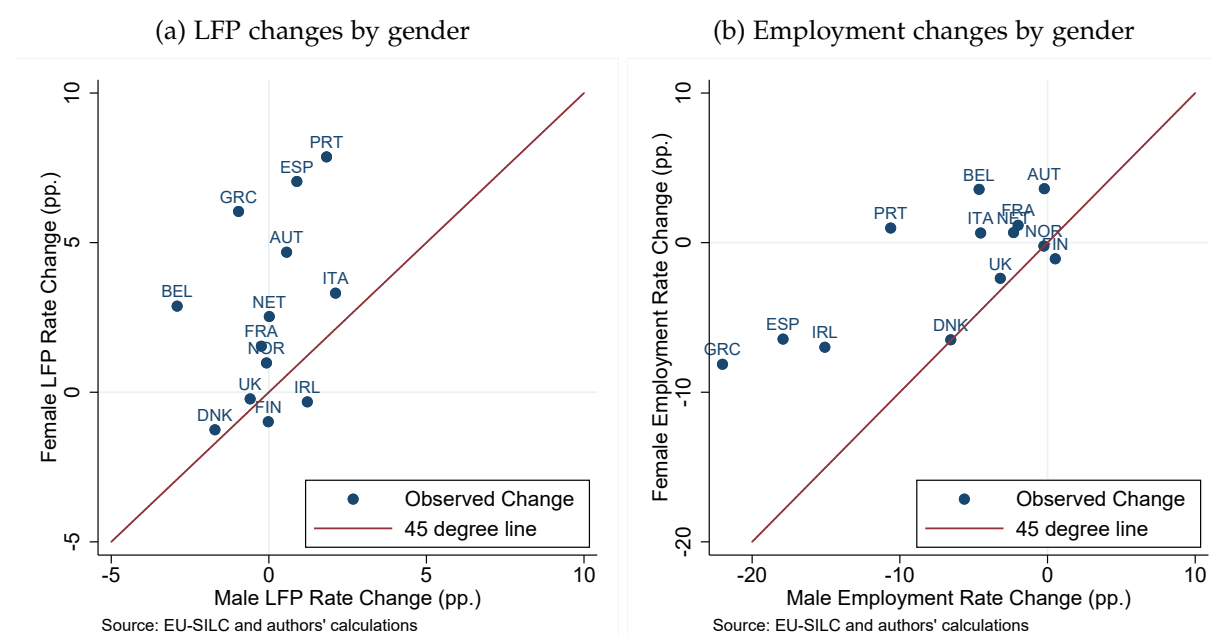 (a) LFP changes by gender
10
5
0
-5
Female LFP Rate Change (pp.)
PRT
ESP
GRC
AUT
ITA
BEL
NET
FRA
NOR
UK
IRL
FIN
DNK
Observed Change
45 degree line
-5
0
5
10
Male LFP Rate Change (pp.)
Source: EU-SILC and authors' calculations
(b) Employment changes by gender
10
0
-10
-20
Female Employment Rate Change (pp.)
BEL
AUT
PRT
ITA
NET
FRA
NOR
FIN
UK
DNK
ESP
IRL
GRC
Observed Change
45 degree line
-20
-10
0
10
Male Employment Rate Change (pp.)
Source: EU-SILC and authors' calculations